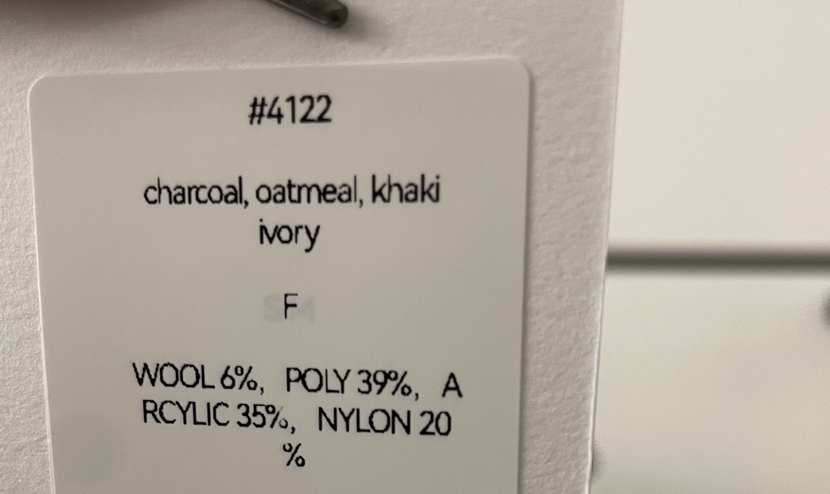 #4122
charcoal, oatmeal, khaki
ivory
F
WOOL 6%, POLY 39%, A
RCYLIC 35%, NYLON 20
%